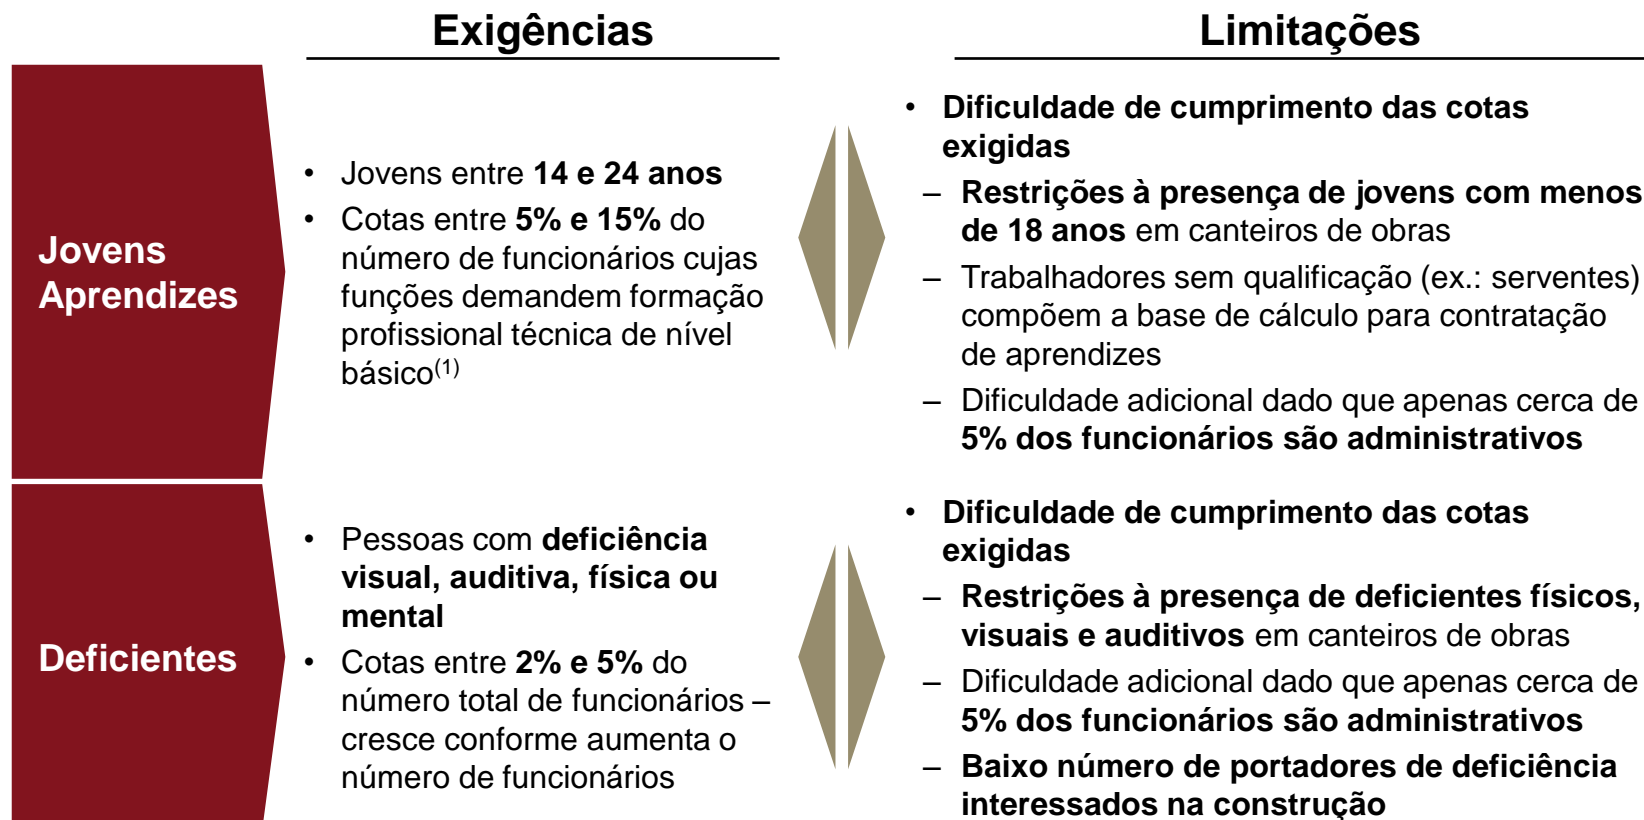 Exigências
Limitações
Jovens
Aprendizes
• Jovens entre 14 e 24 anos
• Cotas entre 5% e 15% do
número de funcionários cujas
funções demandem formação
profissional técnica de nível
básico(1)
• Dificuldade de cumprimento das cotas
exigidas
– Restrições à presença de jovens com menos
de 18 anos em canteiros de obras
– Trabalhadores sem qualificação (ex.: serventes)
compõem a base de cálculo para contratação
de aprendizes
– Dificuldade adicional dado que apenas cerca de
5% dos funcionários são administrativos
Deficientes
• Pessoas com deficiência
visual, auditiva, física ou
mental
• Cotas entre 2% e 5% do
número total de funcionários –
cresce conforme aumenta o
número de funcionários
• Dificuldade de cumprimento das cotas
exigidas
– Restrições à presença de deficientes físicos,
visuais e auditivos em canteiros de obras
– Dificuldade adicional dado que apenas cerca de
5% dos funcionários são administrativos
– Baixo número de portadores de deficiência
interessados na construção